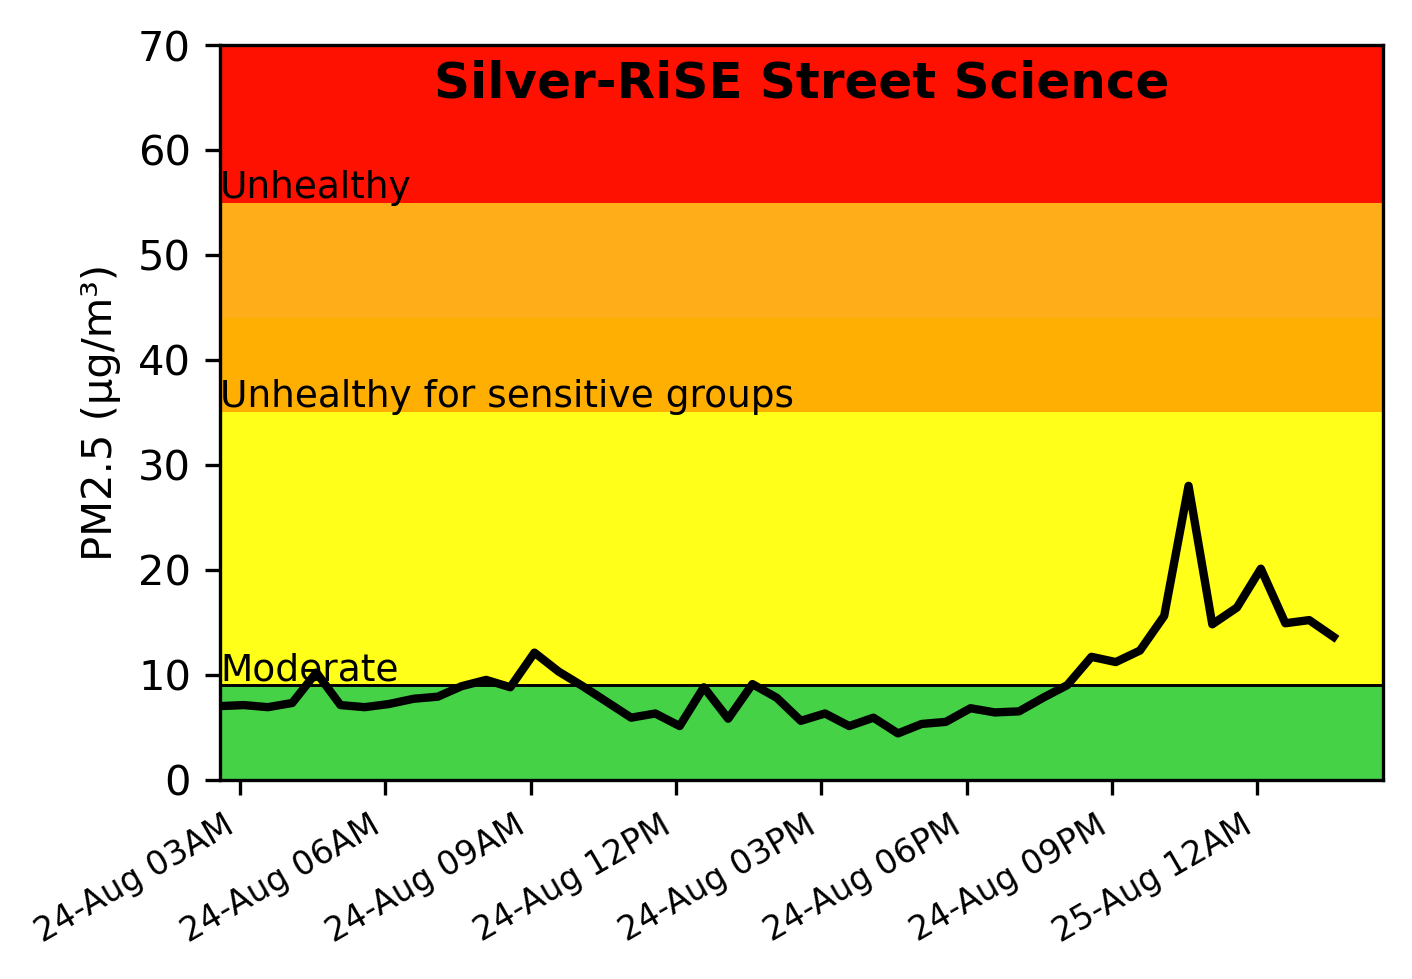 Silver-RiSE Street Science
70
60
Unhealthy
50
40
Unhealthy for sensitive groups
30
20
Moderate
10
0
PM2.5 (μg/m³)
24-Aug 03AM
24-Aug 06AM
24-Aug 09AM
24-Aug 12PM
24-Aug 03PM
24-Aug 06PM
24-Aug 09PM
25-Aug 12AM